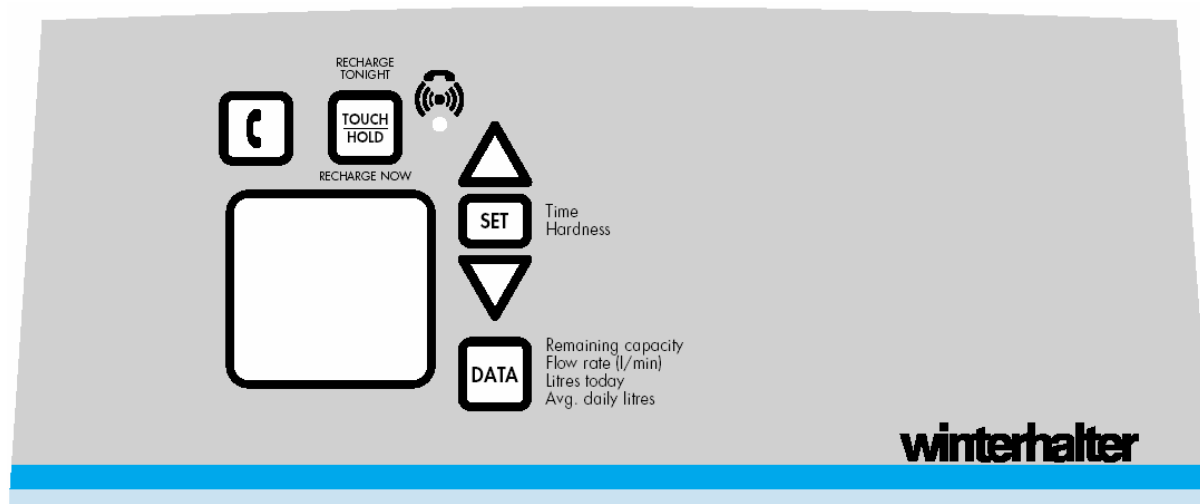 RECHARGE
TONIGHT
TOUCH
HOLD
RECHARGE NOW
SET
Time
Hardness
DATA
Remaining capacity
Flow rate (l/min)
Litres today
Avg. daily litres
winterhalter